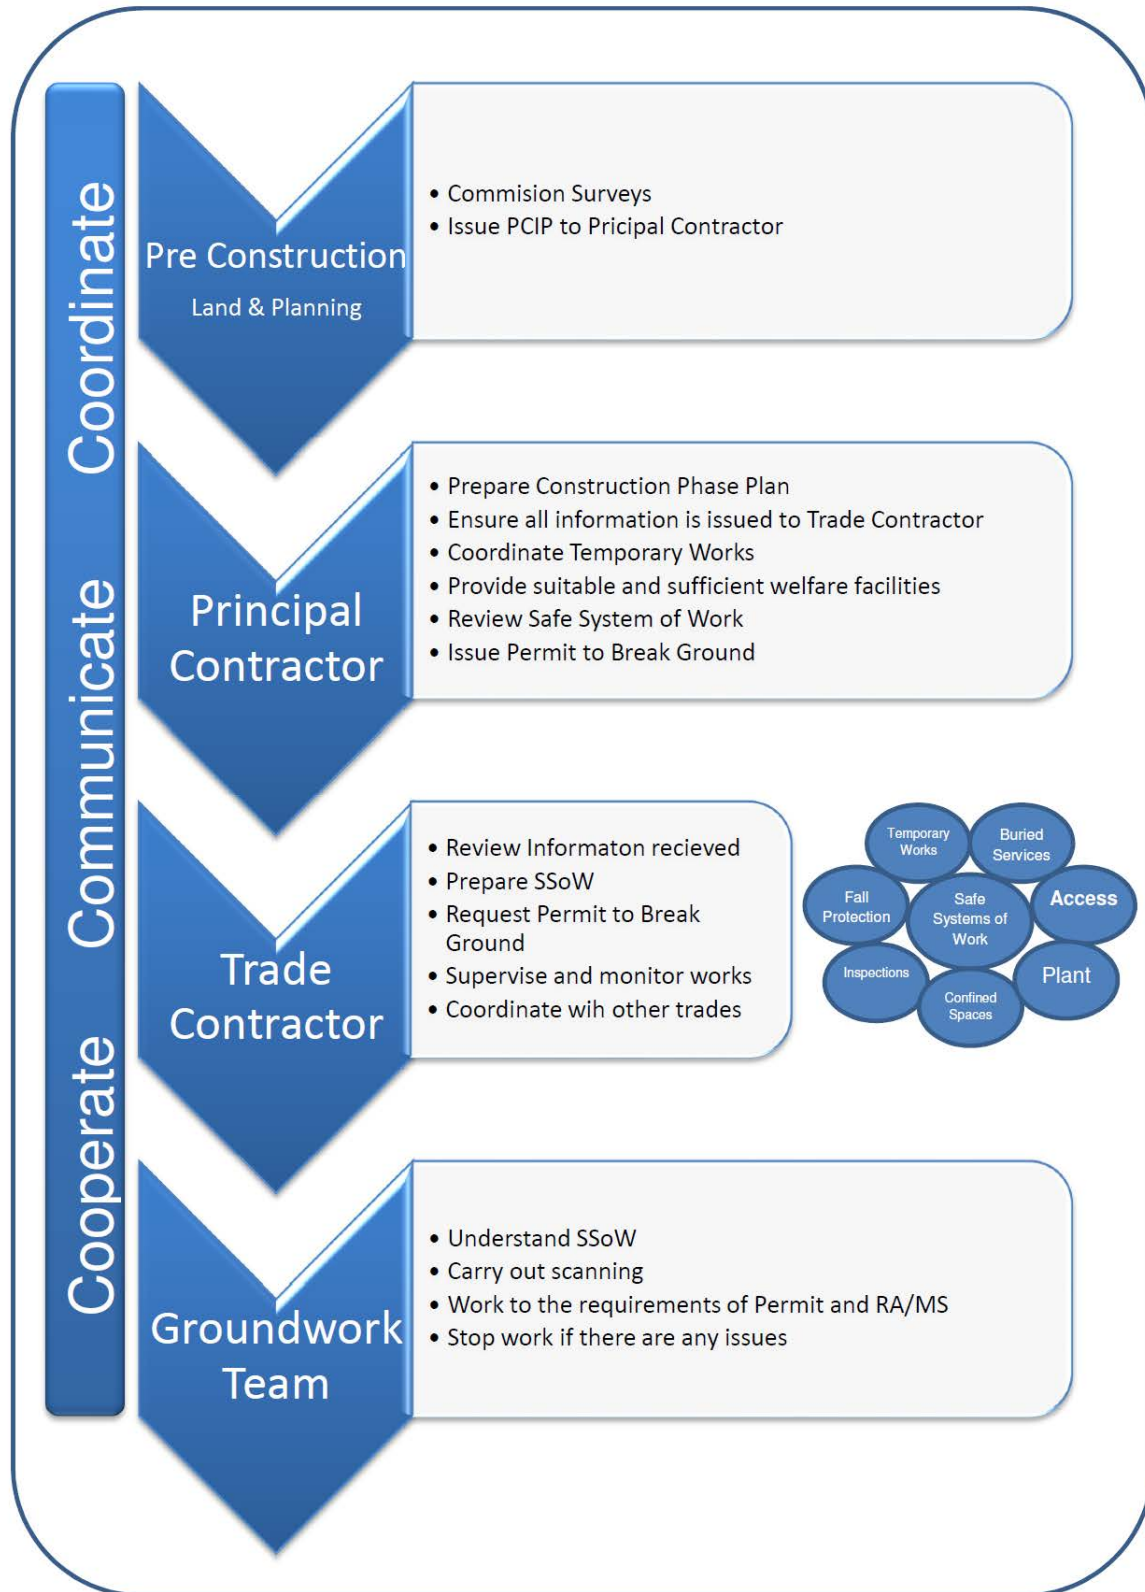 Coordinate
Communicate
Cooperate
Pre Construction
Land & Planning
• Commision Surveys
• Issue PCIP to Pricipal Contractor
Principal
Contractor
• Prepare Construction Phase Plan
• Ensure all information is issued to Trade Contractor
• Coordinate Temporary Works
• Provide suitable and sufficient welfare facilities
• Review Safe System of Work
• Issue Permit to Break Ground
Trade
Contractor
• Review Informaton recieved
• Prepare SSoW
• Request Permit to Break
Ground
• Supervise and monitor works
• Coordinate wih other trades
Temporary
Works
Buried
Services
Fall
Protection
Safe
Systems of
Work
Access
Inspections
Confined
Spaces
Plant
Groundwork
Team
• Understand SSoW
• Carry out scanning
• Work to the requirements of Permit and RA/MS
• Stop work if there are any issues